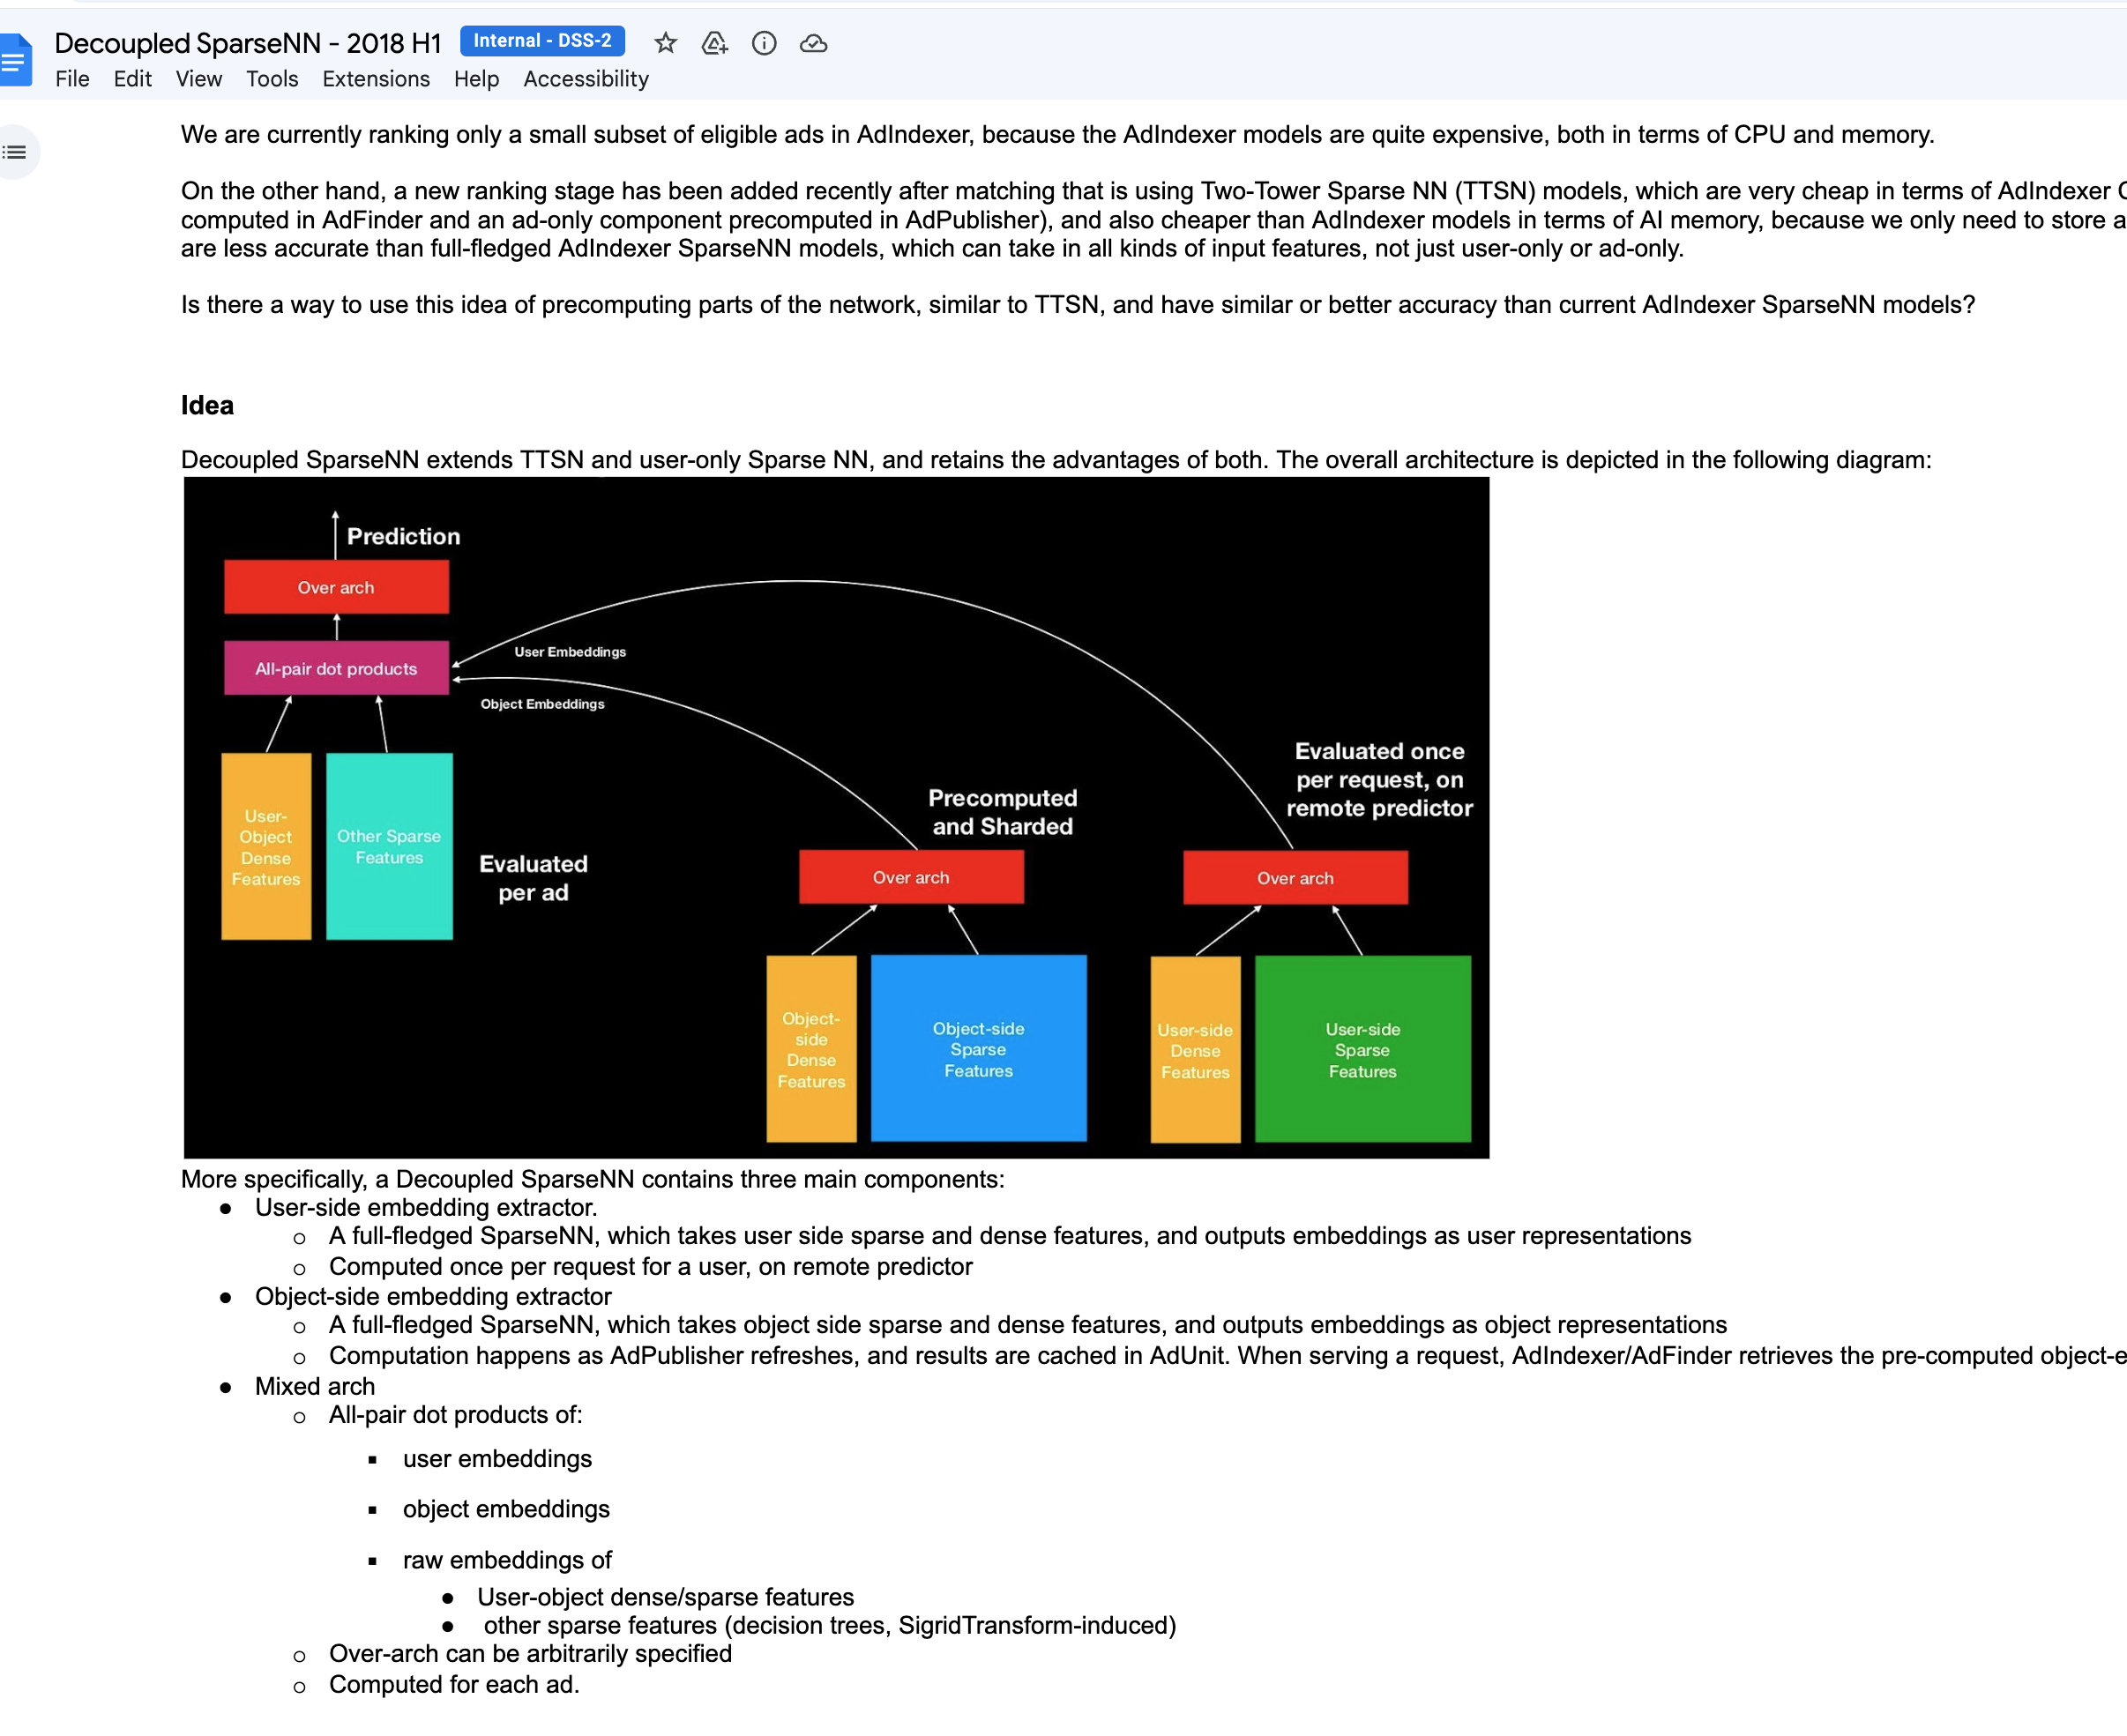 Decoupled SparseNN - 2018 H1 Internal - DSS-2
File Edit View Tools Extensions Help Accessibility
We are currently ranking only a small subset of eligible ads in AdIndexer, because the AdIndexer models are quite expensive, both in terms of CPU and memory.
On the other hand, a new ranking stage has been added recently after matching that is using Two-Tower Sparse NN (TTSN) models, which are very cheap in terms of AdIndexer
computed in AdFinder and an ad-only component precomputed in AdPublisher), and also cheaper than AdIndexer models in terms of AI memory, because we only need to store a
are less accurate than full-fledged AdIndexer SparseNN models, which can take in all kinds of input features, not just user-only or ad-only.
Is there a way to use this idea of precomputing parts of the network, similar to TTSN, and have similar or better accuracy than current AdIndexer SparseNN models?
Idea
Decoupled SparseNN extends TTSN and user-only Sparse NN, and retains the advantages of both. The overall architecture is depicted in the following diagram:
Prediction
Over arch
All-pair dot products
User Embeddings
Object Embeddings
User-
Object
Dense
Features
Other Sparse
Features
Evaluated
per ad
Precomputed
and Sharded
Over arch
Object-
side
Dense
Features
Object-side
Sparse
Features
Evaluated once
per request, on
remote predictor
Over arch
User-side
Dense
Features
User-side
Sparse
Features
More specifically, a Decoupled SparseNN contains three main components:
● User-side embedding extractor.
○ A full-fledged SparseNN, which takes user side sparse and dense features, and outputs embeddings as user representations
○ Computed once per request for a user, on remote predictor
● Object-side embedding extractor
○ A full-fledged SparseNN, which takes object side sparse and dense features, and outputs embeddings as object representations
○ Computation happens as AdPublisher refreshes, and results are cached in AdUnit. When serving a request, AdIndexer/AdFinder retrieves the pre-computed object-e
● Mixed arch
○ All-pair dot products of:
■ user embeddings
■ object embeddings
■ raw embeddings of
● User-object dense/sparse features
● other sparse features (decision trees, SigridTransform-induced)
○ Over-arch can be arbitrarily specified
○ Computed for each ad.